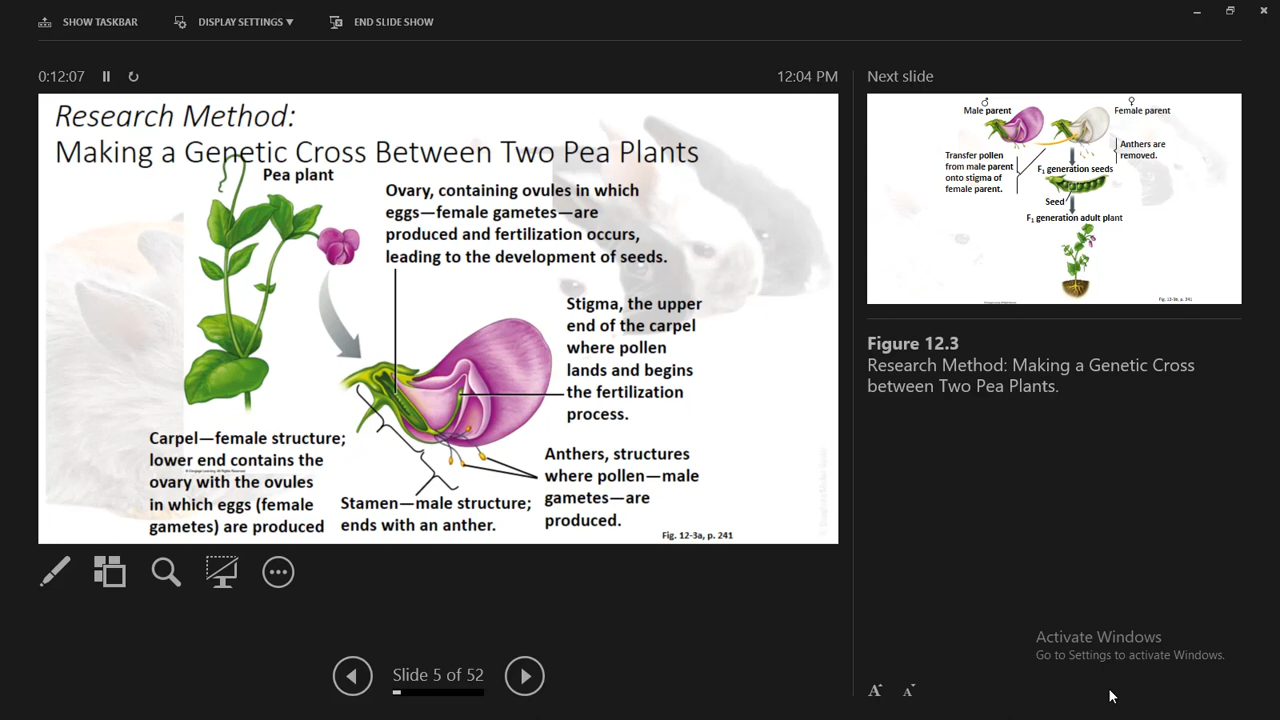 SHOW TASKBAR
DISPLAY SETTINGS ▼
END SLIDE SHOW
0:12:07
12:04 PM
Research Method:
Making a Genetic Cross Between Two Pea Plants
Pea plant
Ovary, containing ovules in which
eggs—female gametes—are
produced and fertilization occurs,
leading to the development of seeds.
Stigma, the upper
end of the carpel
where pollen
lands and begins
the fertilization
process.
Carpel—female structure;
lower end contains the
ovary with the ovules
in which eggs (female
gametes) are produced
Stamen—male structure;
ends with an anther.
Anthers, structures
where pollen—male
gametes—are
produced.
Fig. 12-3a, p. 241
Slide 5 of 52
Next slide
♂
Male parent
♀
Female parent
Transfer pollen
from male parent
onto stigma of
female parent.
Anthers are
removed.
F₁ generation seeds
Seed
F₁ generation adult plant
Fig. 12-3b, p. 241
Figure 12.3
Research Method: Making a Genetic Cross
between Two Pea Plants.
Activate Windows
Go to Settings to activate Windows.
A A